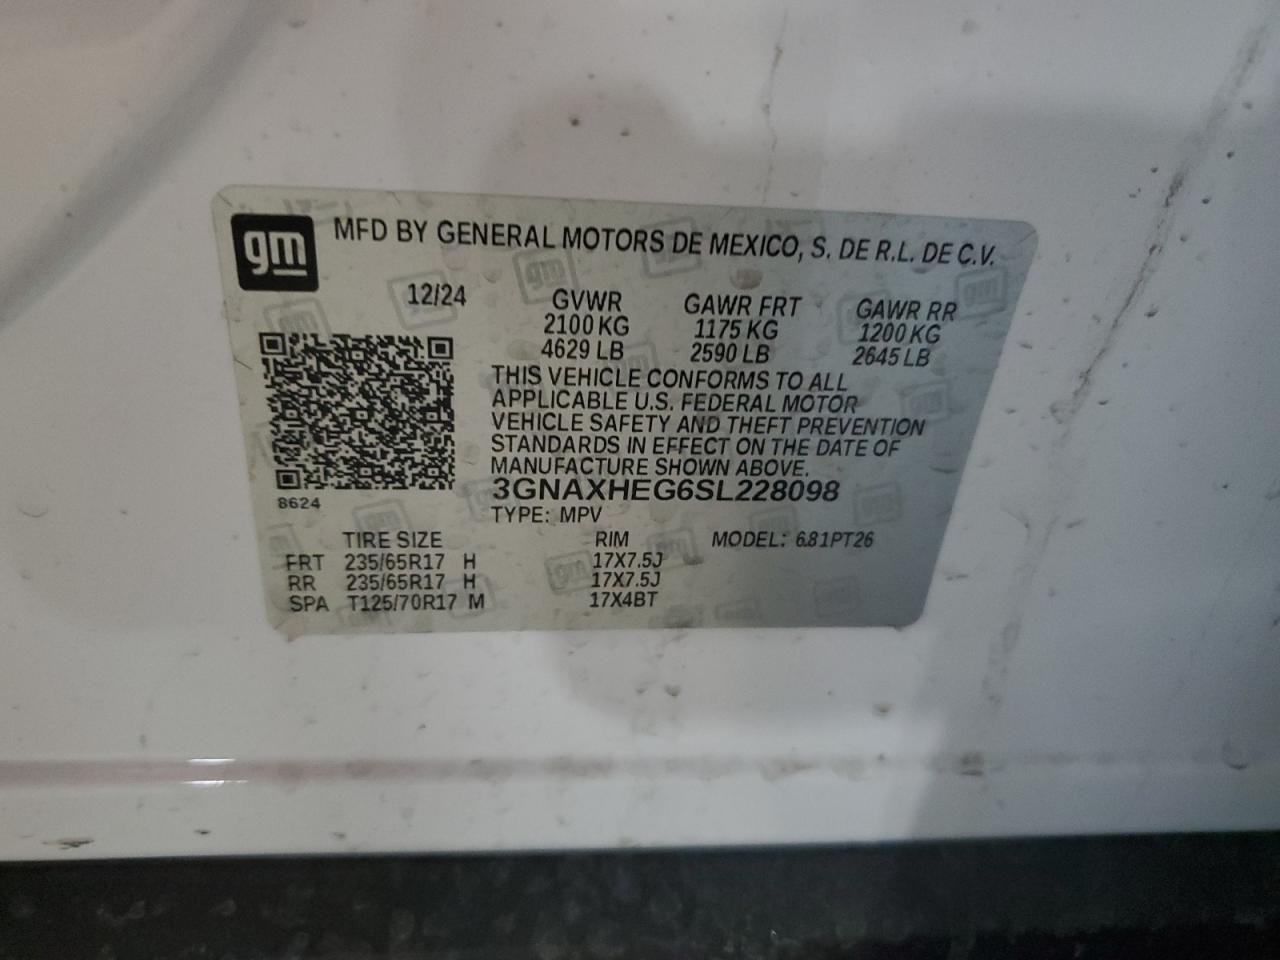 gm
MFD BY GENERAL MOTORS DE MEXICO, S. DE R.L. DE C.V.
12/24 GVWR GAWR FRT GAWR RR
2100 KG 1175 KG 1200 KG
4629 LB 2590 LB 2645 LB
THIS VEHICLE CONFORMS TO ALL
APPLICABLE U.S. FEDERAL MOTOR
VEHICLE SAFETY AND THEFT PREVENTION
STANDARDS IN EFFECT ON THE DATE OF
MANUFACTURE SHOWN ABOVE.
3GNAXHEG6SL228098
8624
TYPE: MPV
TIRE SIZE RIM MODEL: 6.81PT26
FRT 235/65R17 H 17X7.5J
RR 235/65R17 H 17X7.5J
SPA T125/70R17 M 17X4BT